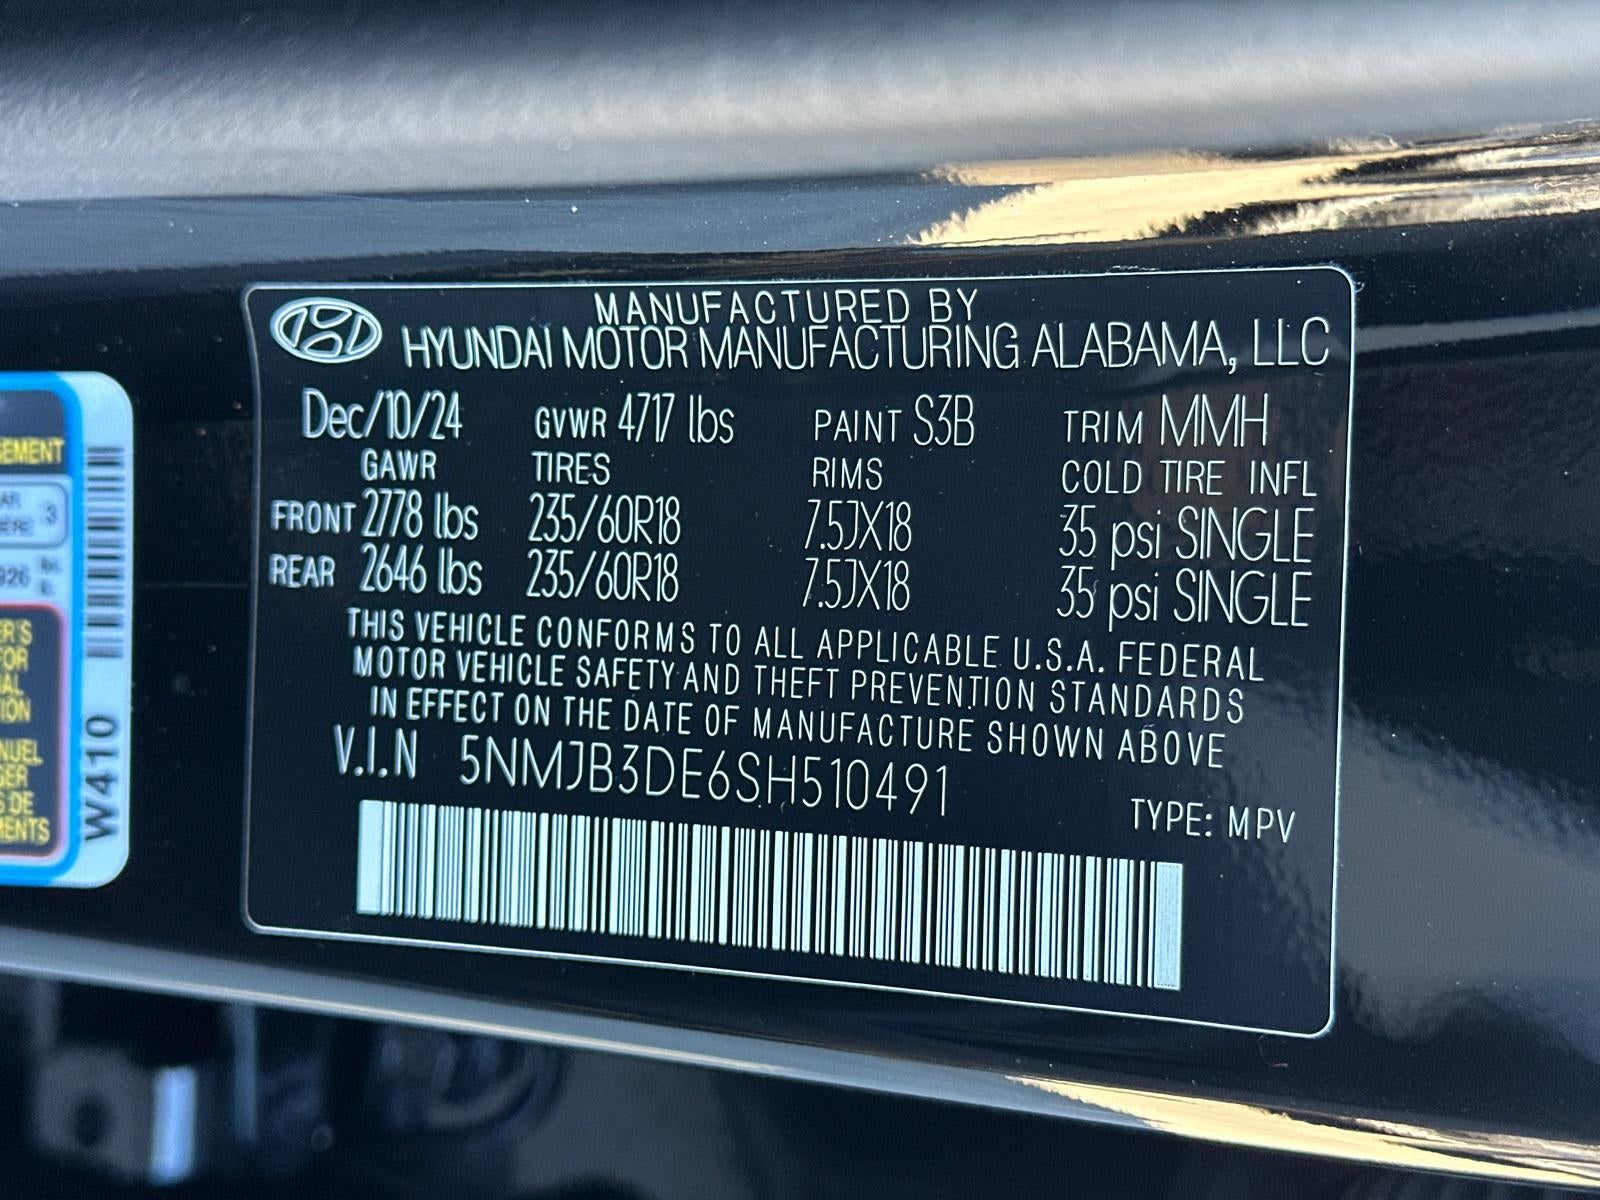 MANUFACTURED BY
HYUNDAI MOTOR MANUFACTURING ALABAMA, LLC
Dec/10/24 GVWR 4717 lbs PAINT S3B TRIM MMH
GAWR TIRES RIMS COLD TIRE INFL
FRONT 2778 lbs 235/60R18 7.5JX18 35 psi SINGLE
REAR 2646 lbs 235/60R18 7.5JX18 35 psi SINGLE
THIS VEHICLE CONFORMS TO ALL APPLICABLE U.S.A. FEDERAL
MOTOR VEHICLE SAFETY AND THEFT PREVENTION STANDARDS
IN EFFECT ON THE DATE OF MANUFACTURE SHOWN ABOVE
V.I.N 5NMJB3DE6SH510491
TYPE: MPV
3
W410